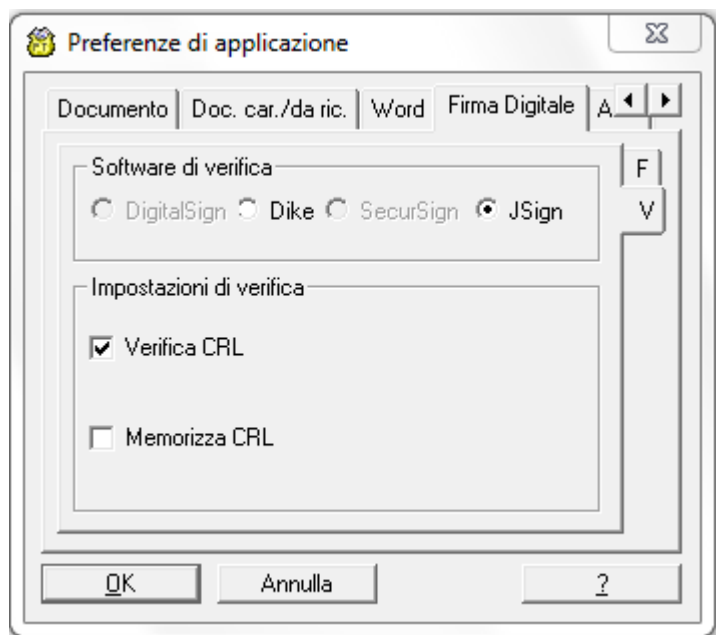 Preferenze di applicazione
Documento Doc. car./da ric. Word Firma Digitale
Software di verifica F
DigitalSign Dike SecurSign JSign V
Impostazioni di verifica
Verifica CRL
Memorizza CRL
OK Annulla ?